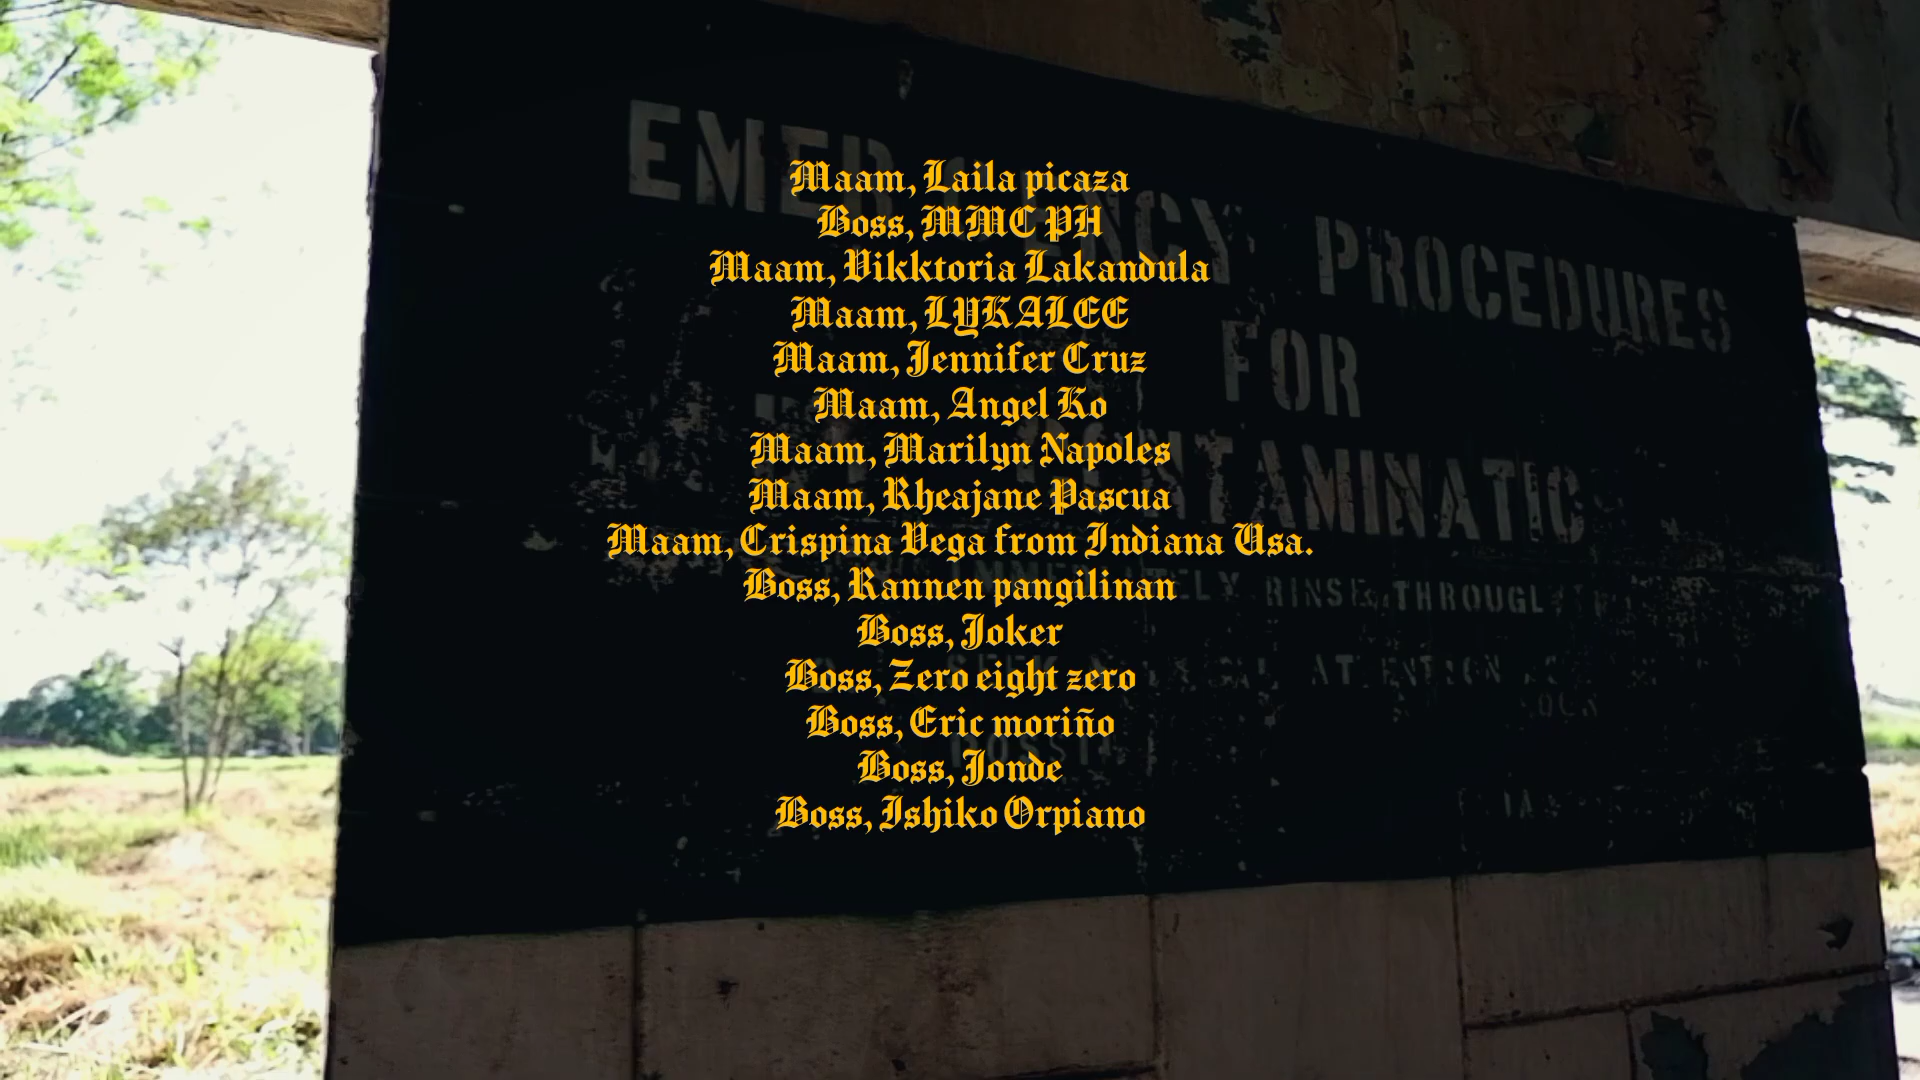 Maam, Laila picaza
Boss, MMC PH
Maam, Vikktoria Lakandula
Maam, LYKALEE
Maam, Jennifer Cruz
Maam, Angel Ko
Maam, Marilyn Napoles
Maam, Rheajane Pascua
Maam, Crispina Vega from Indiana Usa.
Boss, Rannen pangilinan
Boss, Joker
Boss, Zero eight zero
Boss, Eric moriño
Boss, Jonde
Boss, Ishiko Orpiano
EMERGENCY PROCEDURES
FOR
RINSE THROUGL